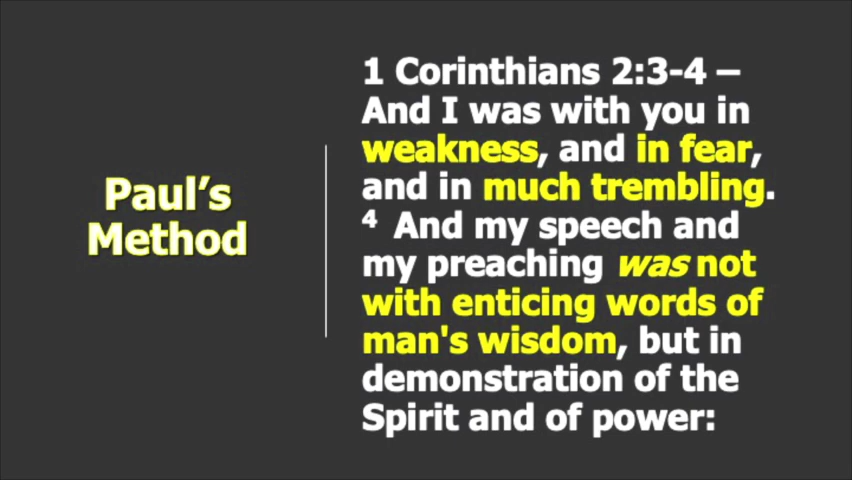 Paul’s
Method
1 Corinthians 2:3-4 –
And I was with you in
weakness, and in fear,
and in much trembling.
4 And my speech and
my preaching was not
with enticing words of
man's wisdom, but in
demonstration of the
Spirit and of power: